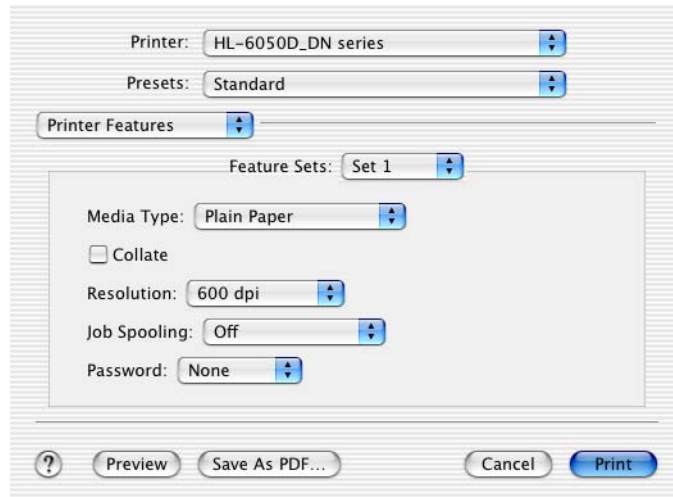 Printer: HL-6050D_DN series
Presets: Standard
Printer Features
Feature Sets: Set 1
Media Type: Plain Paper
Collate
Resolution: 600 dpi
Job Spooling: Off
Password: None
? Preview Save As PDF... Cancel Print